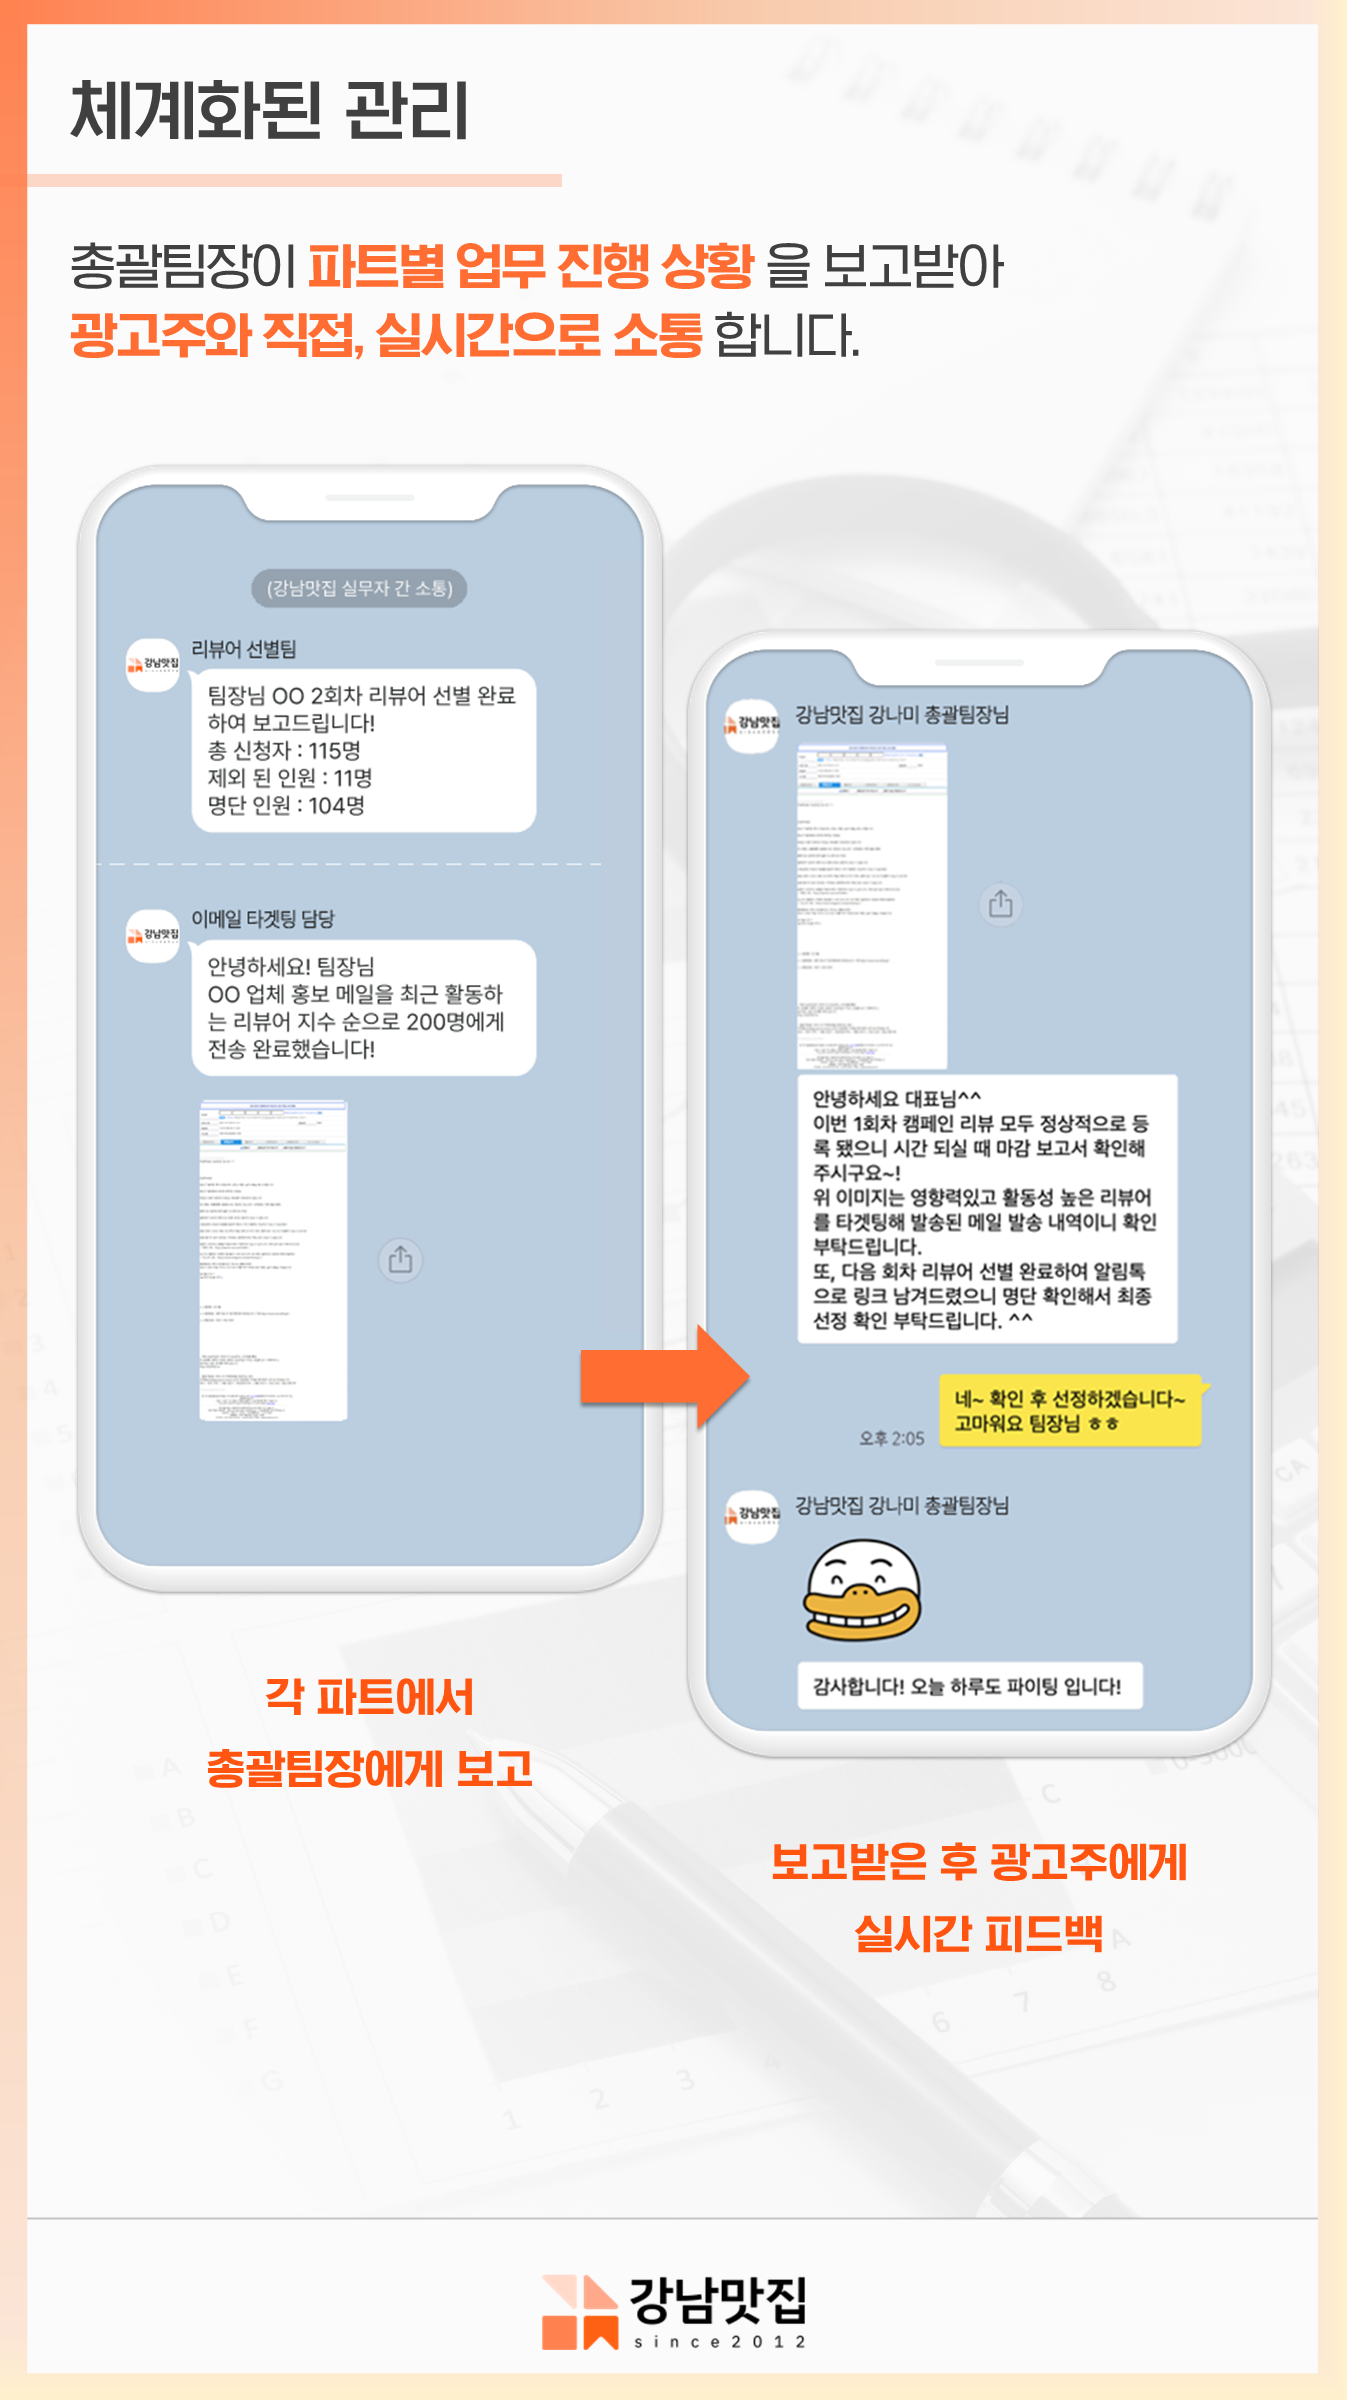 체계화된 관리
총괄팀장이 파트별 업무 진행 상황 을 보고받아
광고주와 직접, 실시간으로 소통 합니다.
(강남맛집 실무자 간 소통)
강남맛집
리뷰어 선별팀
팀장님 OO 2회차 리뷰어 선별 완료
하여 보고드립니다!
총 신청자 : 115명
제외 된 인원 : 11명
명단 인원 : 104명
강남맛집
이메일 타겟팅 담당
안녕하세요! 팀장님
OO 업체 홍보 메일을 최근 활동하
는 리뷰어 지수 순으로 200명에게
전송 완료했습니다!
각 파트에서
총괄팀장에게 보고
강남맛집
강남맛집 강나미 총괄팀장님
안녕하세요 대표님^^
이번 1회차 캠페인 리뷰 모두 정상적으로 등
록 됐으니 시간 되실 때 마감 보고서 확인해
주시구요~!
위 이미지는 영향력있고 활동성 높은 리뷰어
를 타겟팅해 발송된 메일 발송 내역이니 확인
부탁드립니다.
또, 다음 회차 리뷰어 선별 완료하여 알림톡
으로 링크 남겨드렸으니 명단 확인해서 최종
선정 확인 부탁드립니다. ^^
네~ 확인 후 선정하겠습니다~
고마워요 팀장님 ㅎㅎ
오후 2:05
강남맛집
강남맛집 강나미 총괄팀장님
감사합니다! 오늘 하루도 파이팅 입니다!
보고받은 후 광고주에게
실시간 피드백
강남맛집
since2012